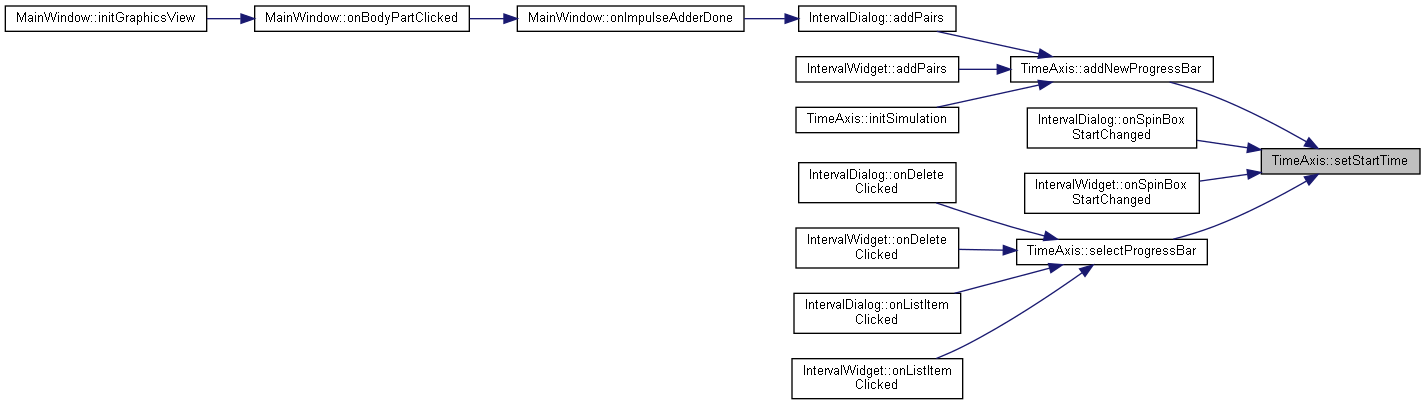 MainWindow::initGraphicsView
MainWindow::onBodyPartClicked
MainWindow::onImpulseAdderDone
IntervalDialog::addPairs
IntervalWidget::addPairs
TimeAxis::addNewProgressBar
TimeAxis::initSimulation
IntervalDialog::onSpinBox
StartChanged
TimeAxis::setStartTime
IntervalDialog::onDelete
Clicked
IntervalWidget::onSpinBox
StartChanged
IntervalWidget::onDelete
Clicked
TimeAxis::selectProgressBar
IntervalDialog::onListItem
Clicked
IntervalWidget::onListItem
Clicked